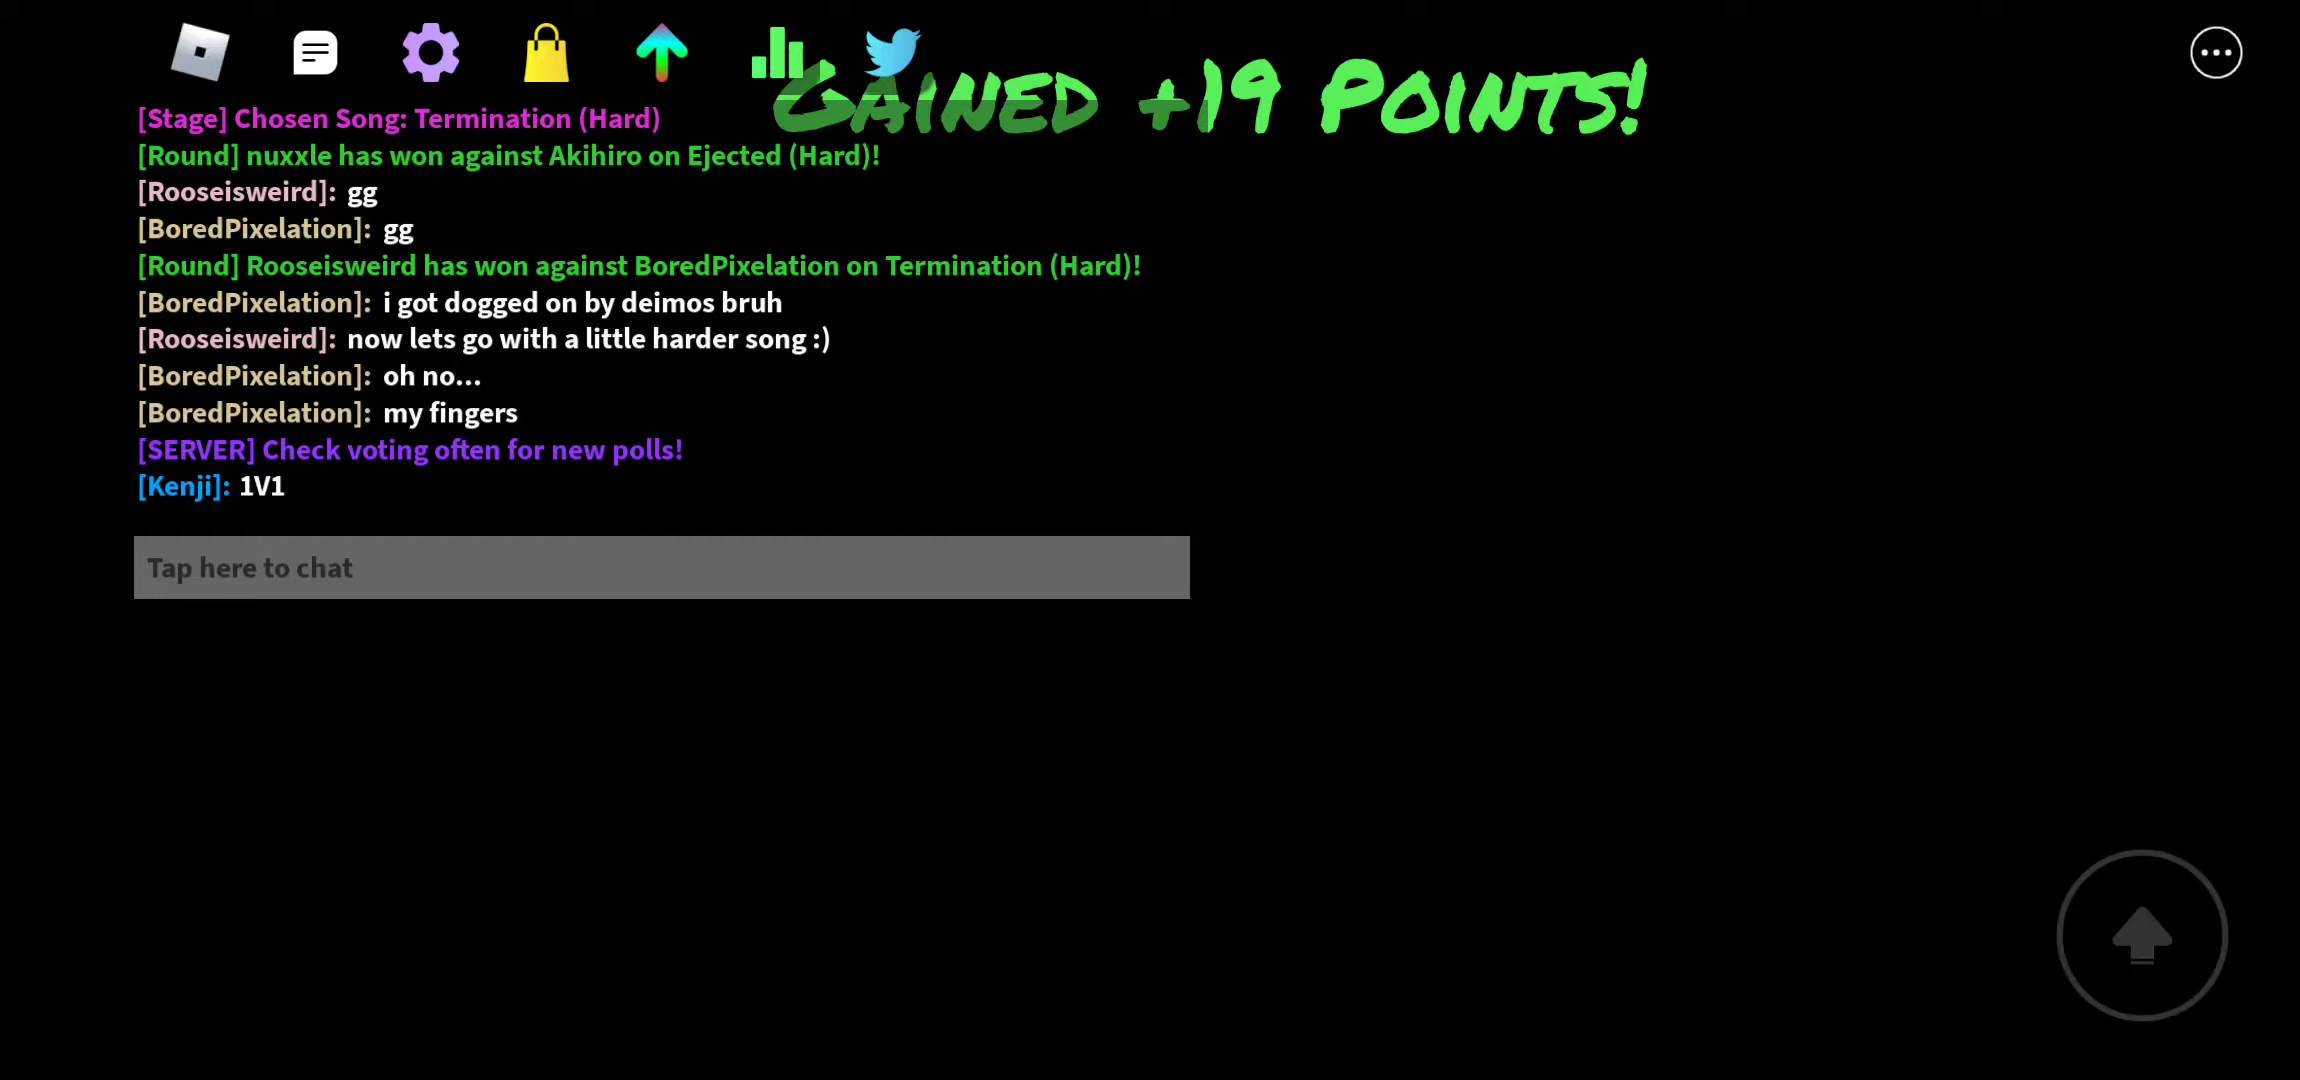 Gained +19 Points!
[Stage] Chosen Song: Termination (Hard)
[Round] nuxxle has won against Akihiro on Ejected (Hard)!
[Rooseisweird]: gg
[BoredPixelation]: gg
[Round] Rooseisweird has won against BoredPixelation on Termination (Hard)!
[BoredPixelation]: i got dogged on by deimos bruh
[Rooseisweird]: now lets go with a little harder song :)
[BoredPixelation]: oh no...
[BoredPixelation]: my fingers
[SERVER] Check voting often for new polls!
[Kenji]: 1V1
Tap here to chat